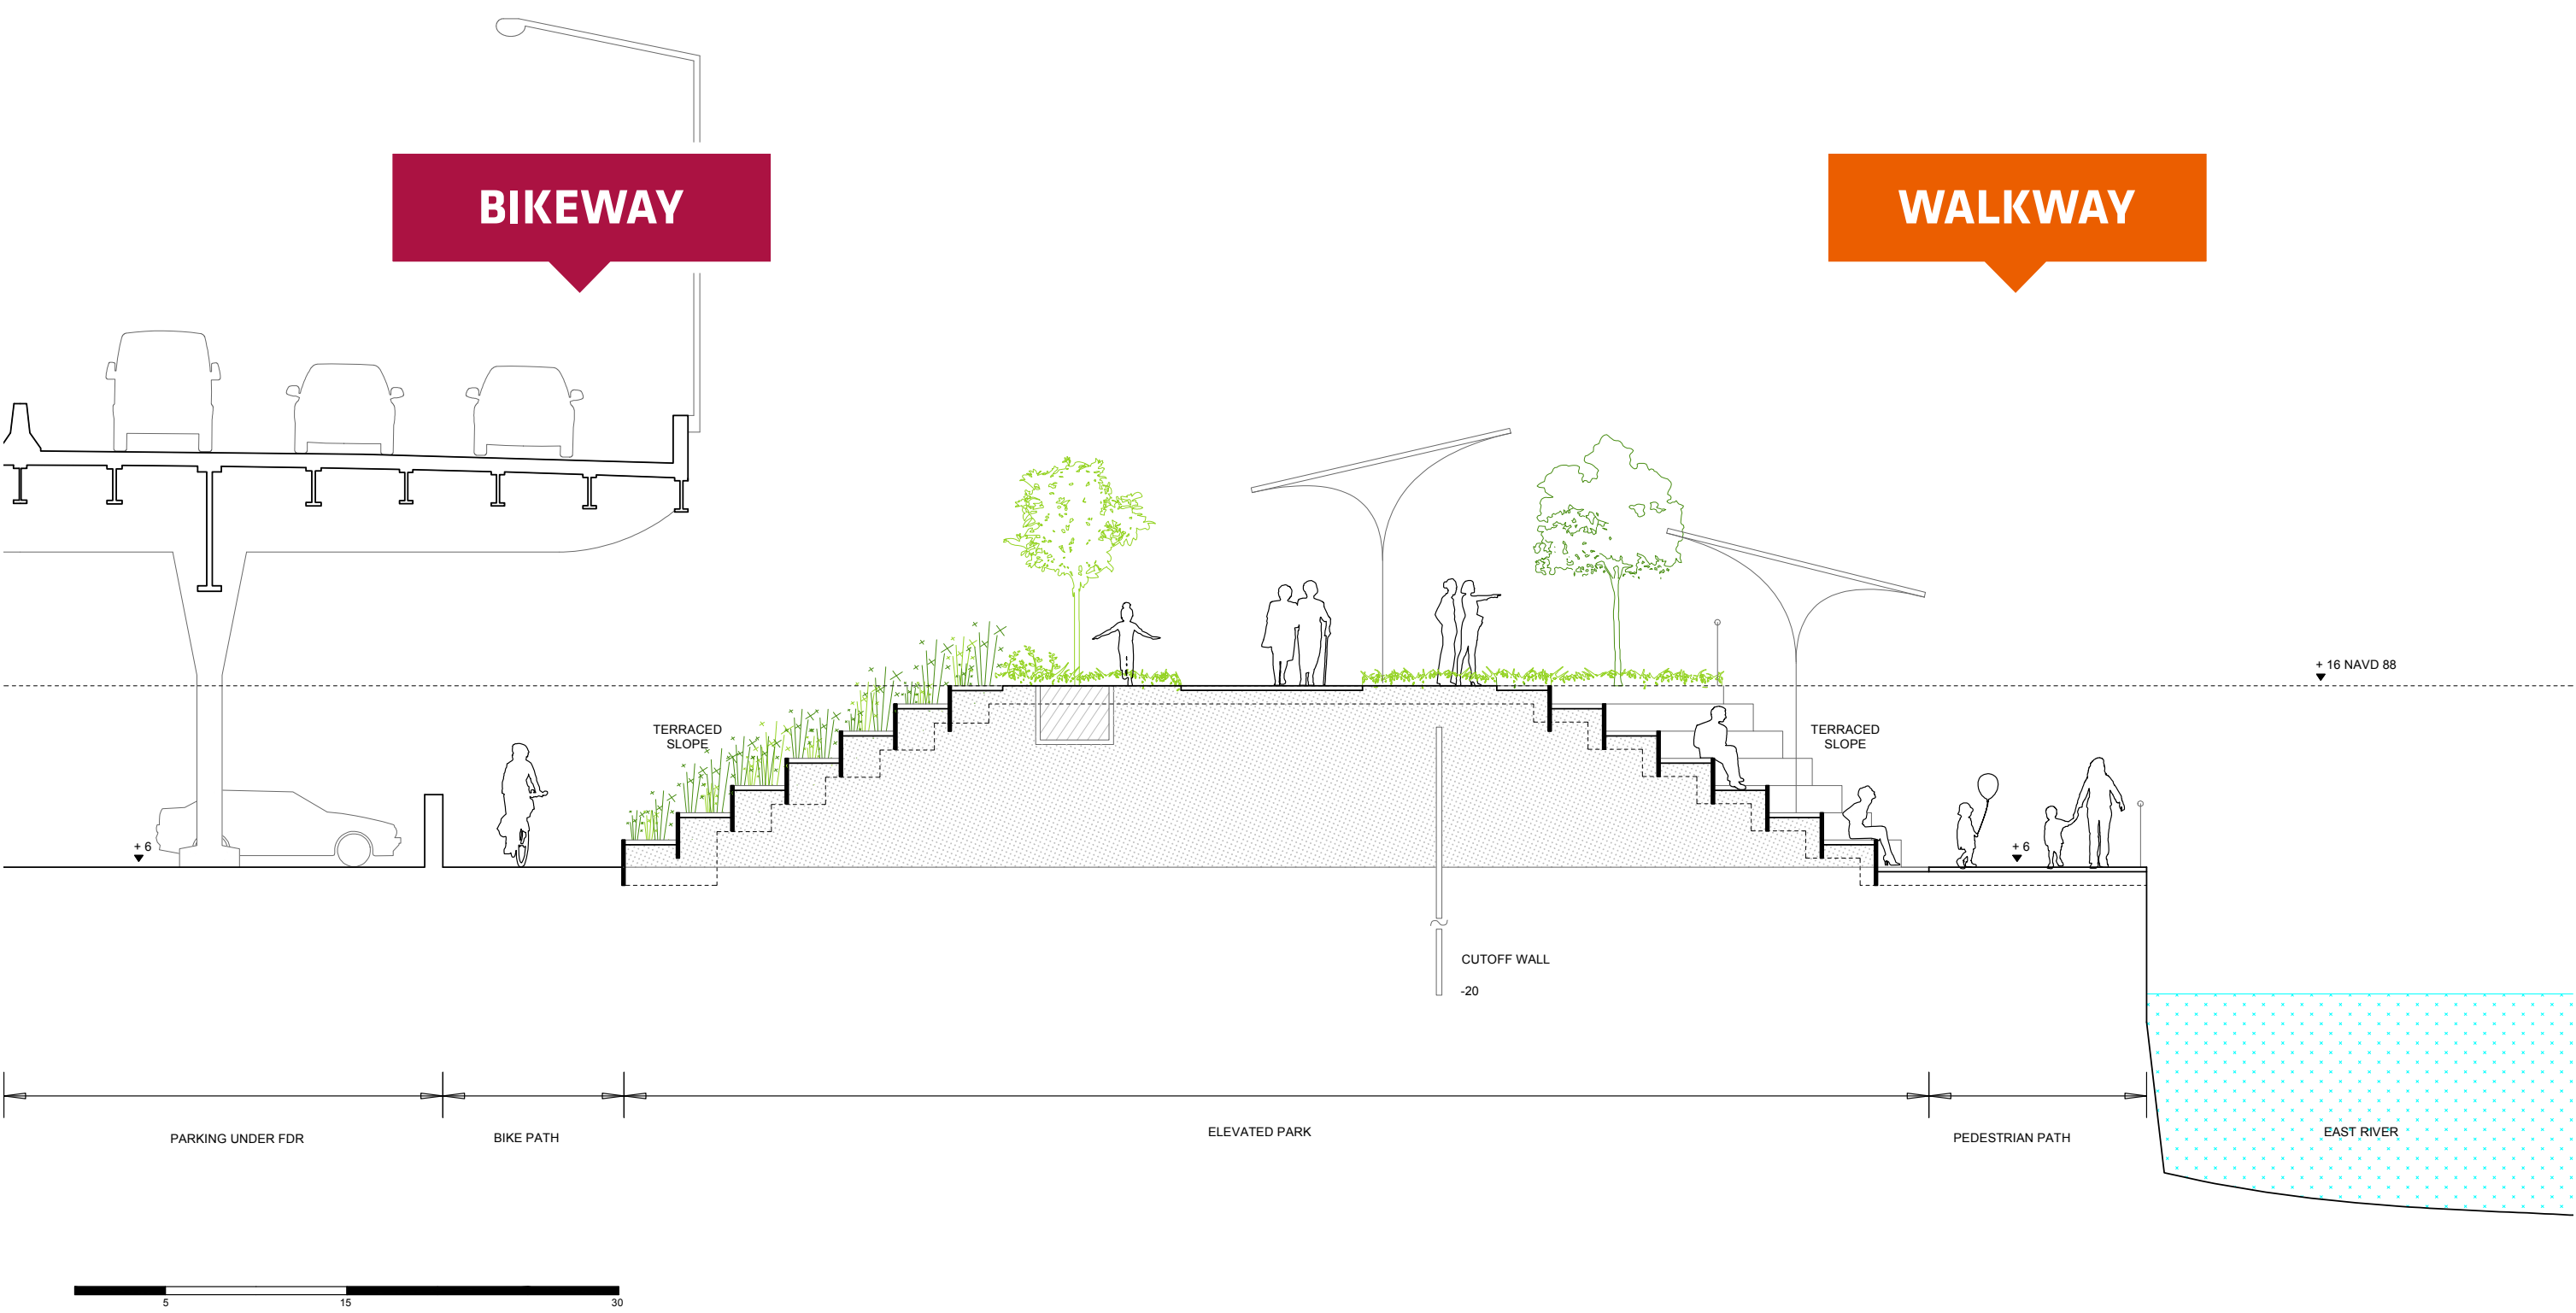 BIKEWAY
WALKWAY
+ 16 NAVD 88
TERRACED
SLOPE
TERRACED
SLOPE
+ 6
+ 6
CUTOFF WALL
-20
PARKING UNDER FDR
BIKE PATH
ELEVATED PARK
PEDESTRIAN PATH
EAST RIVER
5
15
30